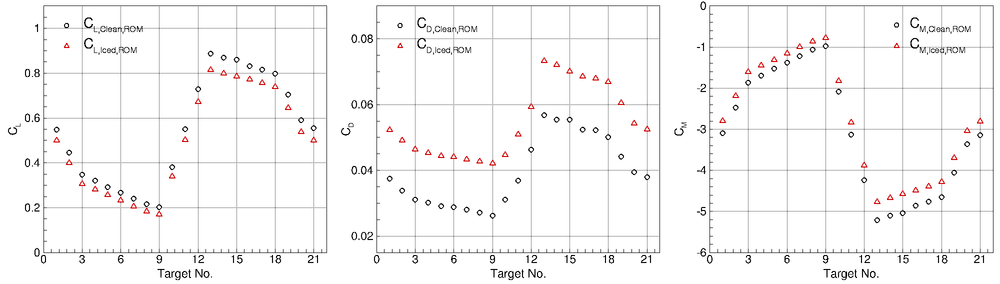 C_L,Clean,ROM
C_L,Iced,ROM
1
0.8
0.6
0.4
0.2
0
C_L
0 3 6 9 12 15 18 21
Target No.
C_D,Clean,ROM
C_D,Iced,ROM
0.08
0.06
0.04
0.02
C_D
0 3 6 9 12 15 18 21
Target No.
C_M,Clean,ROM
C_M,Iced,ROM
0
-1
-2
-3
-4
-5
-6
C_M
0 3 6 9 12 15 18 21
Target No.